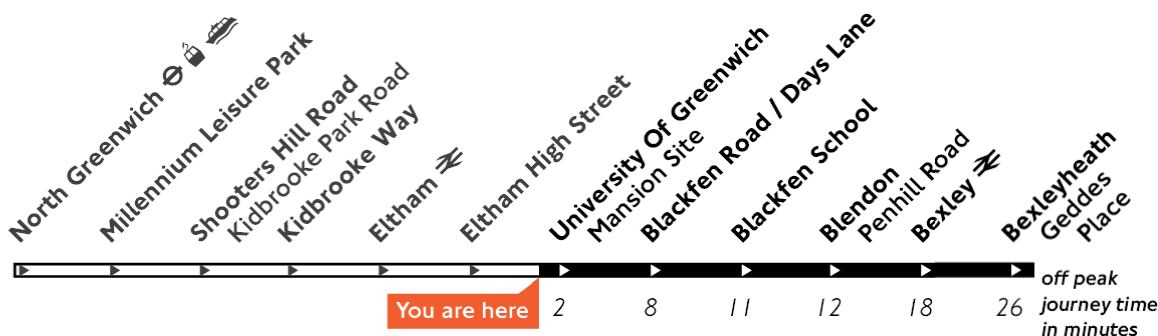 North Greenwich
Millennium Leisure Park
Shooters Hill Road
Kidbrooke Park Road
Kidbrooke Way
Eltham
Eltham High Street
University Of Greenwich
Mansion Site
Blackfen Road / Days Lane
Blackfen School
Blendon
Penhill Road
Bexley
Bexleyheath
Geddes
Place
You are here
2 8 11 12 18 26
off peak
journey time
in minutes